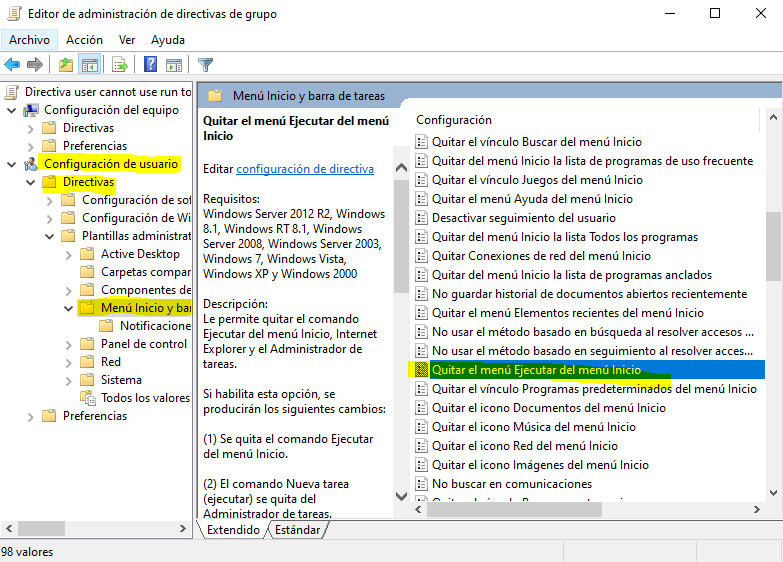 Editor de administración de directivas de grupo
Archivo Acción Ver Ayuda
Directiva user cannot use run to
Configuración del equipo
Directivas
Preferencias
Configuración de usuario
Directivas
Configuración de sof
Configuración de Wi
Plantillas administrat
Active Desktop
Carpetas compar
Componentes de
Menú Inicio y bar
Notificacione
Panel de control
Red
Sistema
Todos los valores
Preferencias
Menú Inicio y barra de tareas
Quitar el menú Ejecutar del menú
Inicio
Editar configuración de directiva
Requisitos:
Windows Server 2012 R2, Windows
8.1, Windows RT 8.1, Windows
Server 2008, Windows Server 2003,
Windows 7, Windows Vista,
Windows XP y Windows 2000
Descripción:
Le permite quitar el comando
Ejecutar del menú Inicio, Internet
Explorer y el Administrador de
tareas.
Si habilita esta opción, se
producirán los siguientes cambios:
(1) Se quita el comando Ejecutar
del menú Inicio.
(2) El comando Nueva tarea
(ejecutar) se quita del
Administrador de tareas.
Configuración
Quitar el vínculo Buscar del menú Inicio
Quitar del menú Inicio la lista de programas de uso frecuente
Quitar el vínculo Juegos del menú Inicio
Quitar el menú Ayuda del menú Inicio
Desactivar seguimiento del usuario
Quitar del menú Inicio la lista Todos los programas
Quitar Conexiones de red del menú Inicio
Quitar del menú Inicio la lista de programas anclados
No guardar historial de documentos abiertos recientemente
Quitar el menú Elementos recientes del menú Inicio
No usar el método basado en búsqueda al resolver accesos ...
No usar el método basado en seguimiento al resolver acces...
Quitar el menú Ejecutar del menú Inicio
Quitar el vínculo Programas predeterminados del menú Inicio
Quitar el icono Documentos del menú Inicio
Quitar el icono Música del menú Inicio
Quitar el icono Red del menú Inicio
Quitar el icono Imágenes del menú Inicio
No buscar en comunicaciones
Extendido Estándar
98 valores